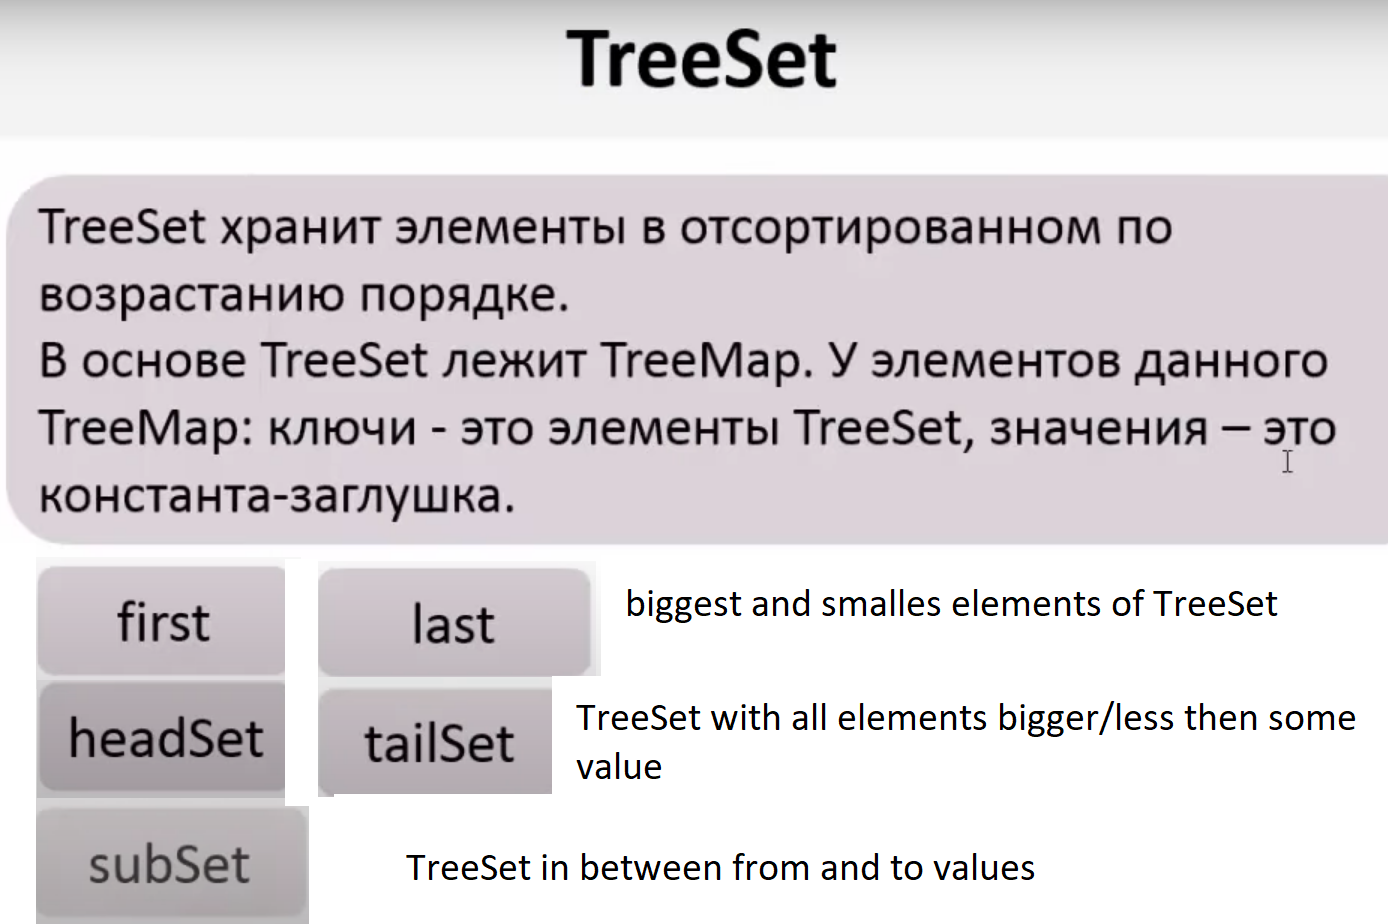 TreeSet
TreeSet хранит элементы в отсортированном по
возрастанию порядке.
В основе TreeSet лежит TreeMap. У элементов данного
TreeMap: ключи - это элементы TreeSet, значения – это
константа-заглушка.
first last biggest and smalles elements of TreeSet
headSet tailSet TreeSet with all elements bigger/less then some
value
subSet TreeSet in between from and to values